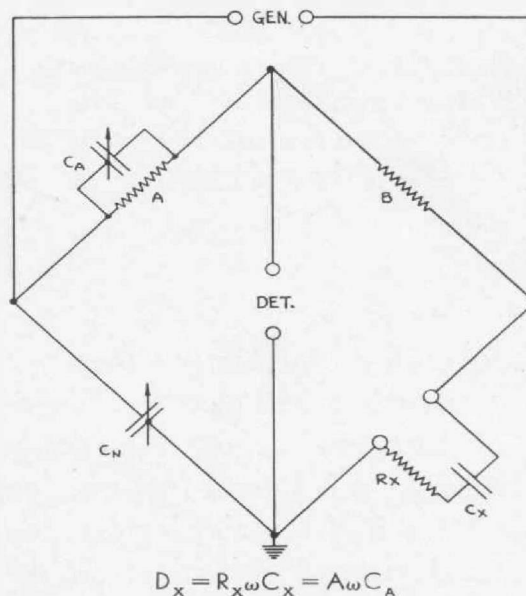 GEN.
C_A
A
B
DET.
C_N
R_X
C_X
D_X = R_XωC_X = AωC_A